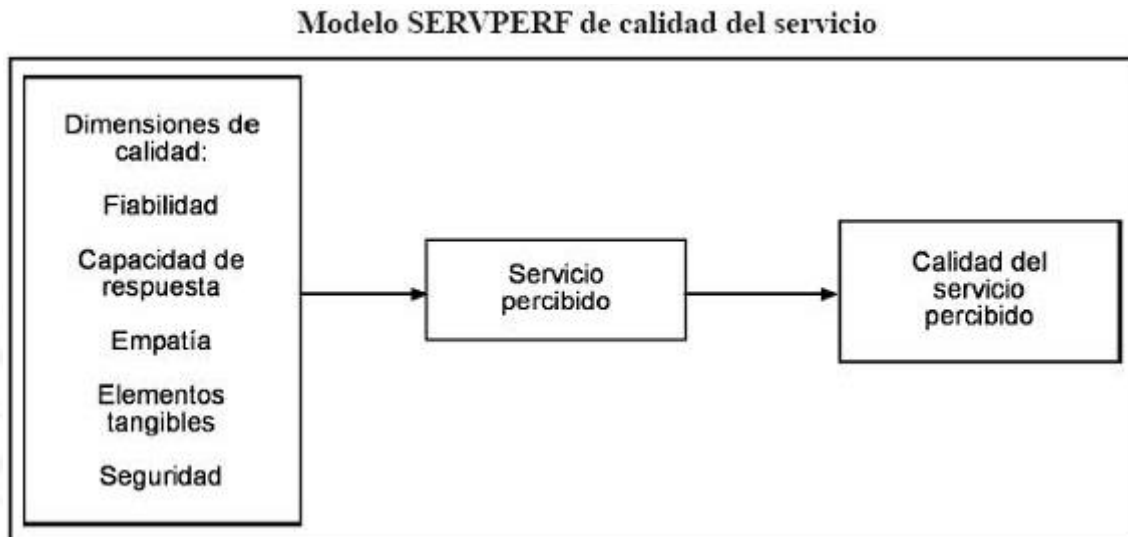 Modelo SERVPERF de calidad del servicio
Dimensiones de
calidad:
Fiabilidad
Capacidad de
respuesta
Empatía
Elementos
tangibles
Seguridad
Servicio
percibido
Calidad del
servicio
percibido